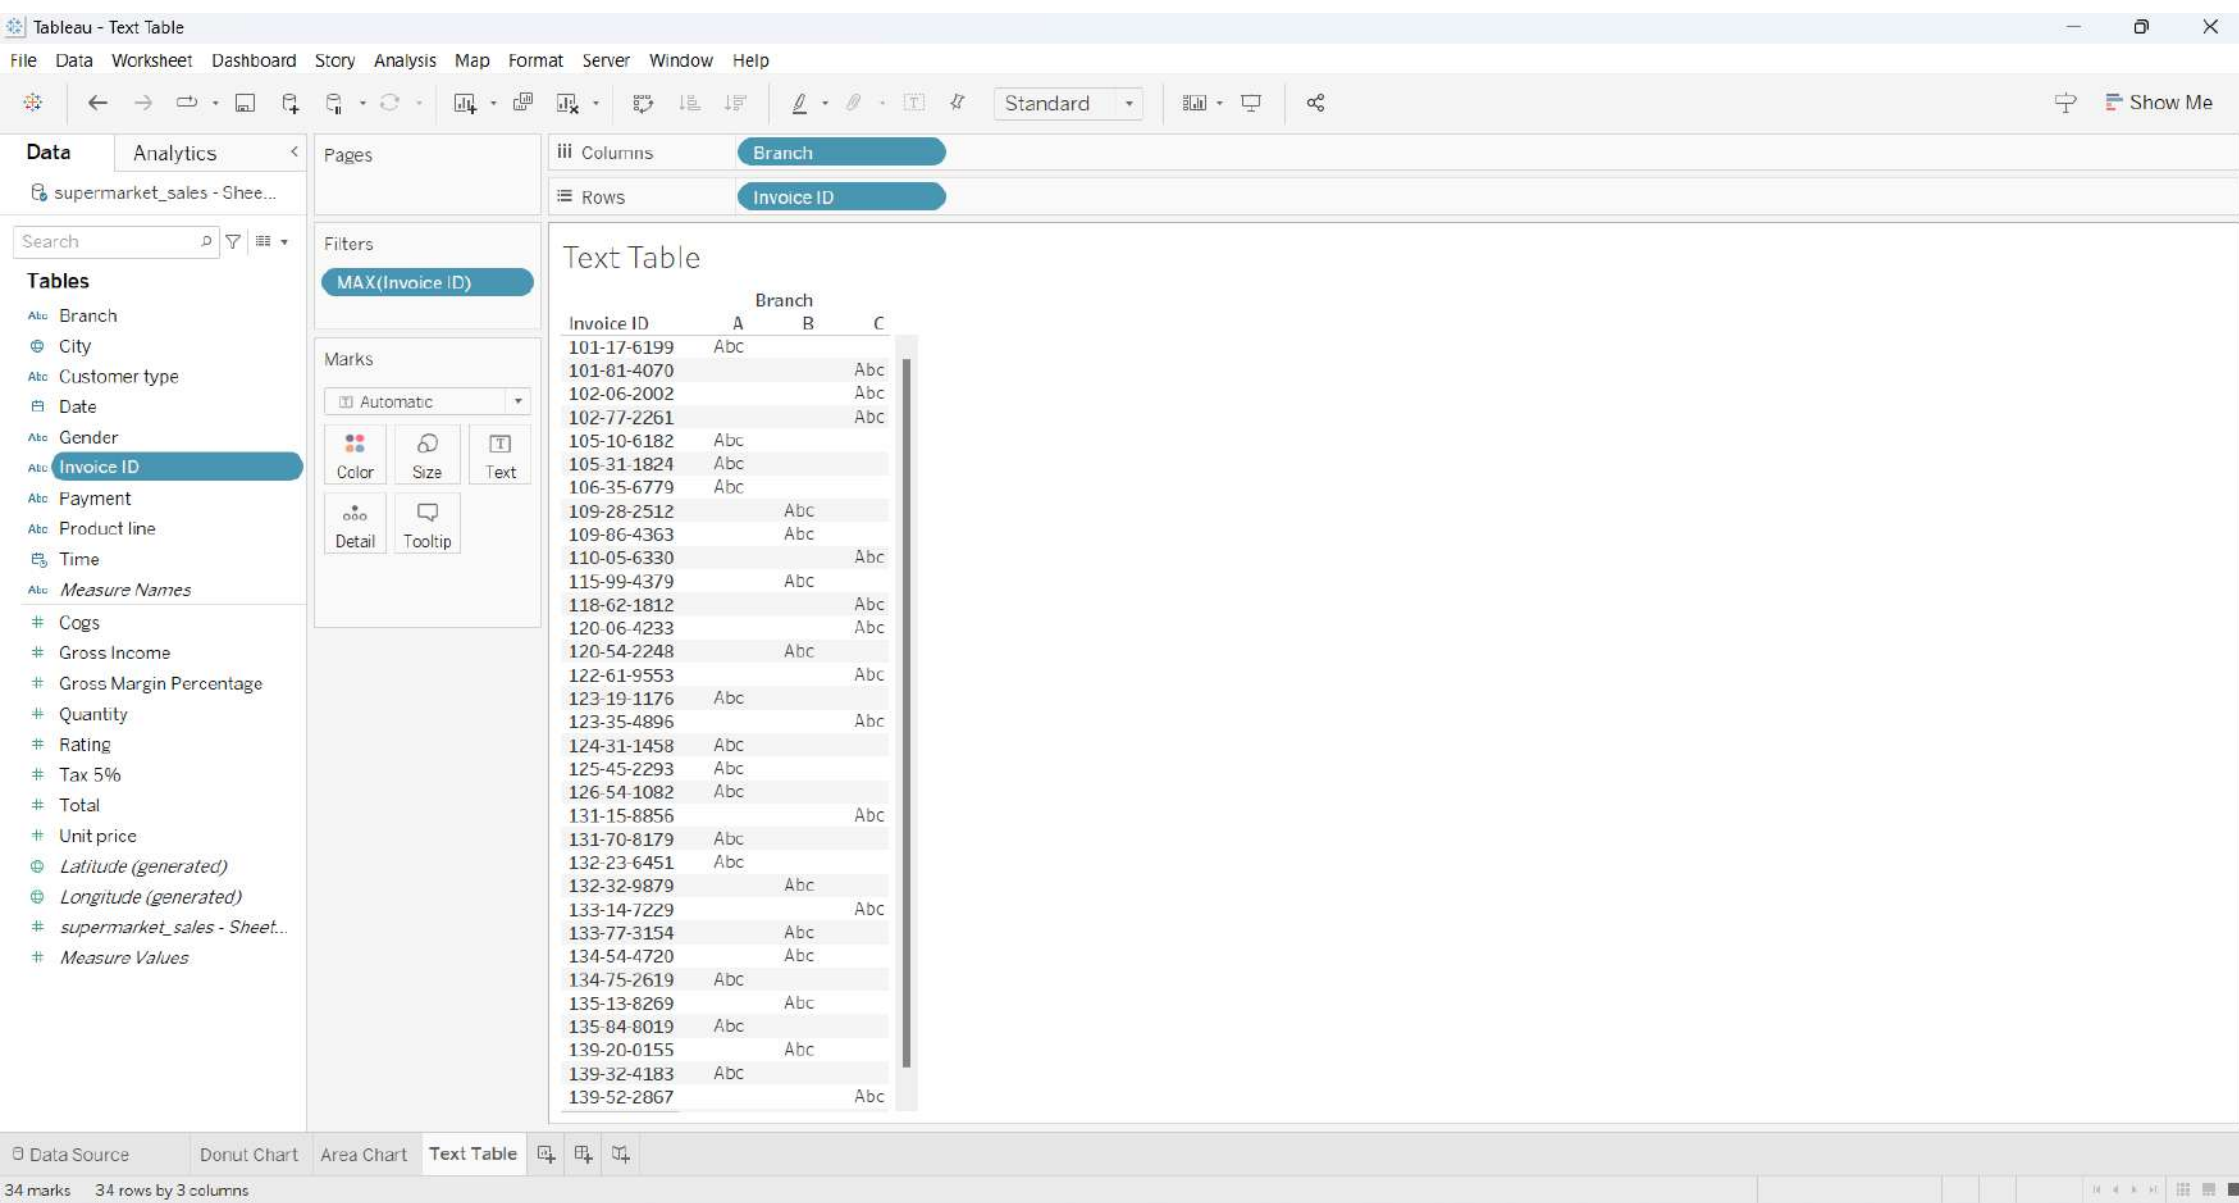 Tableau - Text Table
File Data Worksheet Dashboard Story Analysis Map Format Server Window Help
Standard
Show Me
Data Analytics
supermarket_sales - Shee...
Search
Tables
Abc Branch
City
Abc Customer type
Date
Abc Gender
Abc Invoice ID
Abc Payment
Abc Product line
Time
Abc Measure Names
# Cogs
# Gross Income
# Gross Margin Percentage
# Quantity
# Rating
# Tax 5%
# Total
# Unit price
Latitude (generated)
Longitude (generated)
# supermarket_sales - Sheet...
# Measure Values
Pages
Filters
MAX(Invoice ID)
Marks
T Automatic
Color Size T Text
Detail Tooltip
Columns Branch
Rows Invoice ID
Text Table
Branch
Invoice ID A B C
101-17-6199 Abc
101-81-4070 Abc
102-06-2002 Abc
102-77-2261 Abc
105-10-6182 Abc
105-31-1824 Abc
106-35-6779 Abc
109-28-2512 Abc
109-86-4363 Abc
110-05-6330 Abc
115-99-4379 Abc
118-62-1812 Abc
120-06-4233 Abc
120-54-2248 Abc
122-61-9553 Abc
123-19-1176 Abc
123-35-4896 Abc
124-31-1458 Abc
125-45-2293 Abc
126-54-1082 Abc
131-15-8856 Abc
131-70-8179 Abc
132-23-6451 Abc
132-32-9879 Abc
133-14-7229 Abc
133-77-3154 Abc
134-54-4720 Abc
134-75-2619 Abc
135-13-8269 Abc
135-84-8019 Abc
139-20-0155 Abc
139-32-4183 Abc
139-52-2867 Abc
Data Source Donut Chart Area Chart Text Table
34 marks 34 rows by 3 columns